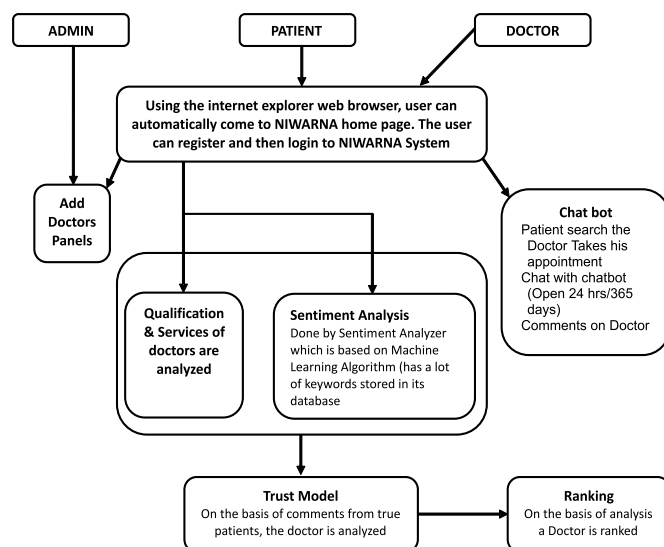 ADMIN
PATIENT
DOCTOR
Using the internet explorer web browser, user can
automatically come to NIWARNA home page. The user
can register and then login to NIWARNA System
Add
Doctors
Panels
Chat bot
Patient search the
Doctor Takes his
appointment
Chat with chatbot
(Open 24 hrs/365
days)
Comments on Doctor
Qualification
& Services of
doctors are
analyzed
Sentiment Analysis
Done by Sentiment Analyzer
which is based on Machine
Learning Algorithm (has a lot
of keywords stored in its
database
Trust Model
On the basis of comments from true
patients, the doctor is analyzed
Ranking
On the basis of analysis
a Doctor is ranked